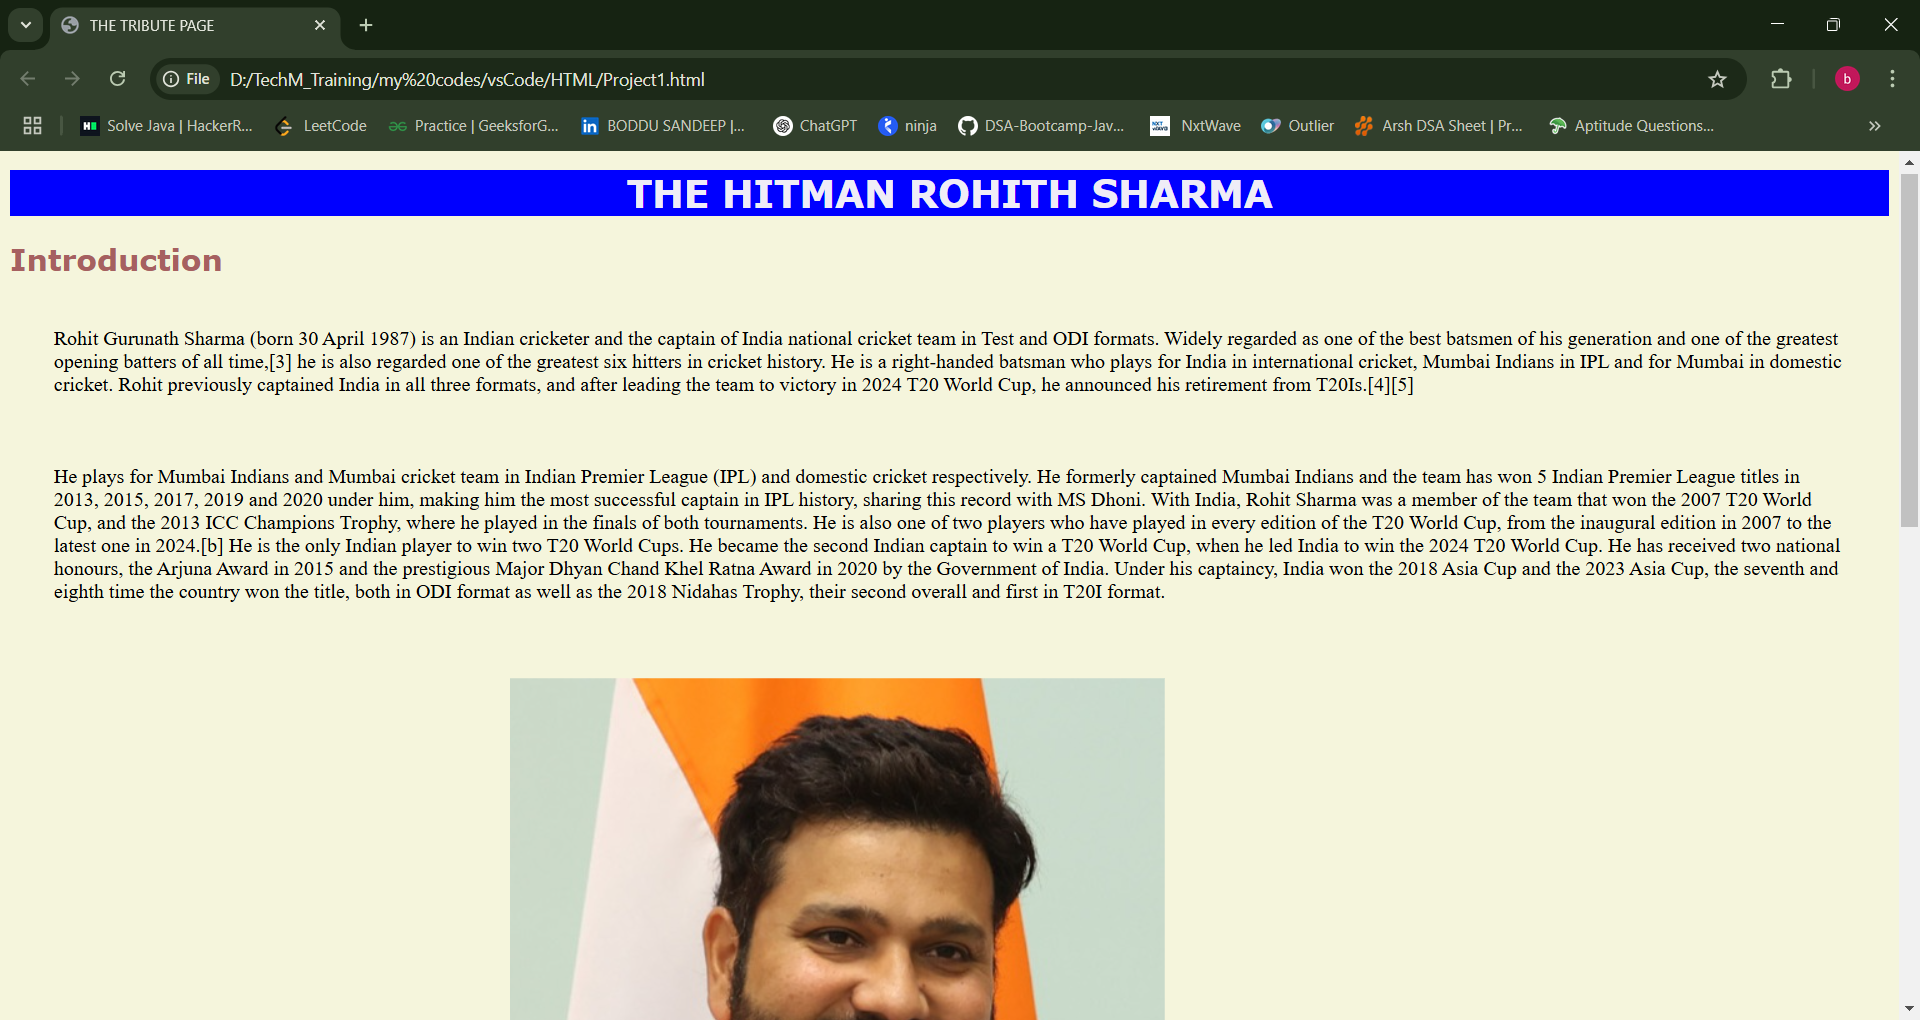 THE TRIBUTE PAGE
File D:/TechM_Training/my%20codes/vsCode/HTML/Project1.html
b
Solve Java | HackerR... LeetCode Practice | GeeksforG... BODDU SANDEEP |... ChatGPT ninja DSA-Bootcamp-Jav... NxtWave Outlier Arsh DSA Sheet | Pr... Aptitude Questions...
THE HITMAN ROHITH SHARMA
Introduction
Rohit Gurunath Sharma (born 30 April 1987) is an Indian cricketer and the captain of India national cricket team in Test and ODI formats. Widely regarded as one of the best batsmen of his generation and one of the greatest
opening batters of all time,[3] he is also regarded one of the greatest six hitters in cricket history. He is a right-handed batsman who plays for India in international cricket, Mumbai Indians in IPL and for Mumbai in domestic
cricket. Rohit previously captained India in all three formats, and after leading the team to victory in 2024 T20 World Cup, he announced his retirement from T20Is.[4][5]
He plays for Mumbai Indians and Mumbai cricket team in Indian Premier League (IPL) and domestic cricket respectively. He formerly captained Mumbai Indians and the team has won 5 Indian Premier League titles in
2013, 2015, 2017, 2019 and 2020 under him, making him the most successful captain in IPL history, sharing this record with MS Dhoni. With India, Rohit Sharma was a member of the team that won the 2007 T20 World
Cup, and the 2013 ICC Champions Trophy, where he played in the finals of both tournaments. He is also one of two players who have played in every edition of the T20 World Cup, from the inaugural edition in 2007 to the
latest one in 2024.[b] He is the only Indian player to win two T20 World Cups. He became the second Indian captain to win a T20 World Cup, when he led India to win the 2024 T20 World Cup. He has received two national
honours, the Arjuna Award in 2015 and the prestigious Major Dhyan Chand Khel Ratna Award in 2020 by the Government of India. Under his captaincy, India won the 2018 Asia Cup and the 2023 Asia Cup, the seventh and
eighth time the country won the title, both in ODI format as well as the 2018 Nidahas Trophy, their second overall and first in T20I format.